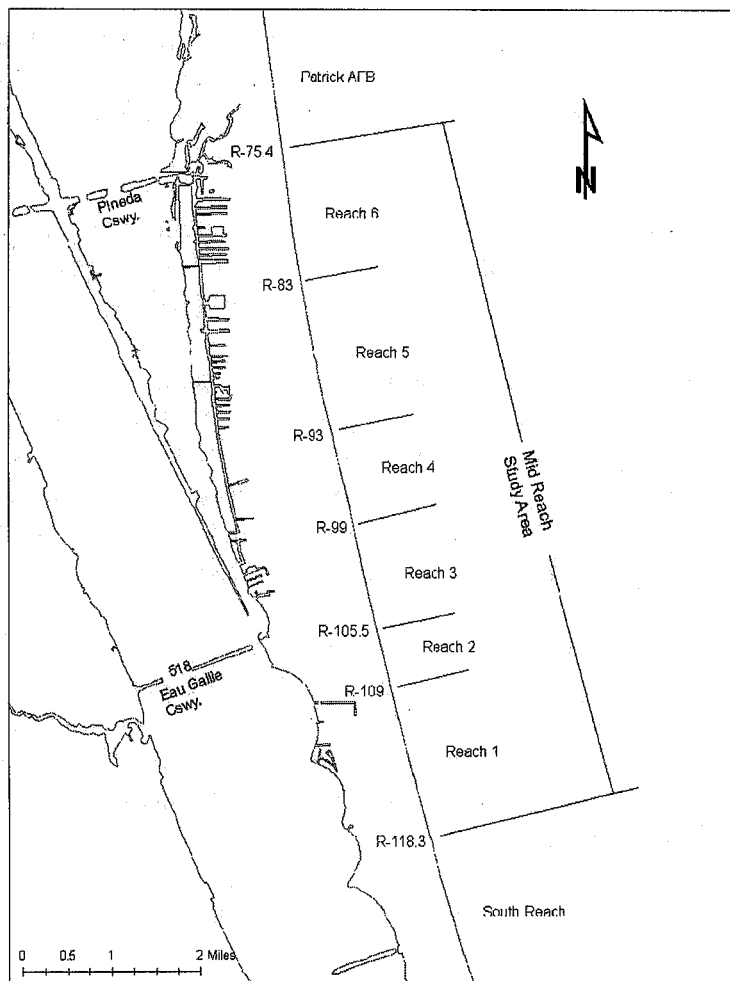 Patrick AFB
R-75.4
N
Pineda
Cswy.
Reach 6
R-83
Reach 5
R-93
Reach 4
Mid Reach
Study Area
R-99
Reach 3
R-105.5
Reach 2
518
Eau Gallie
Cswy.
R-109
Reach 1
R-118.3
South Reach
0 0.5 1 2 Miles